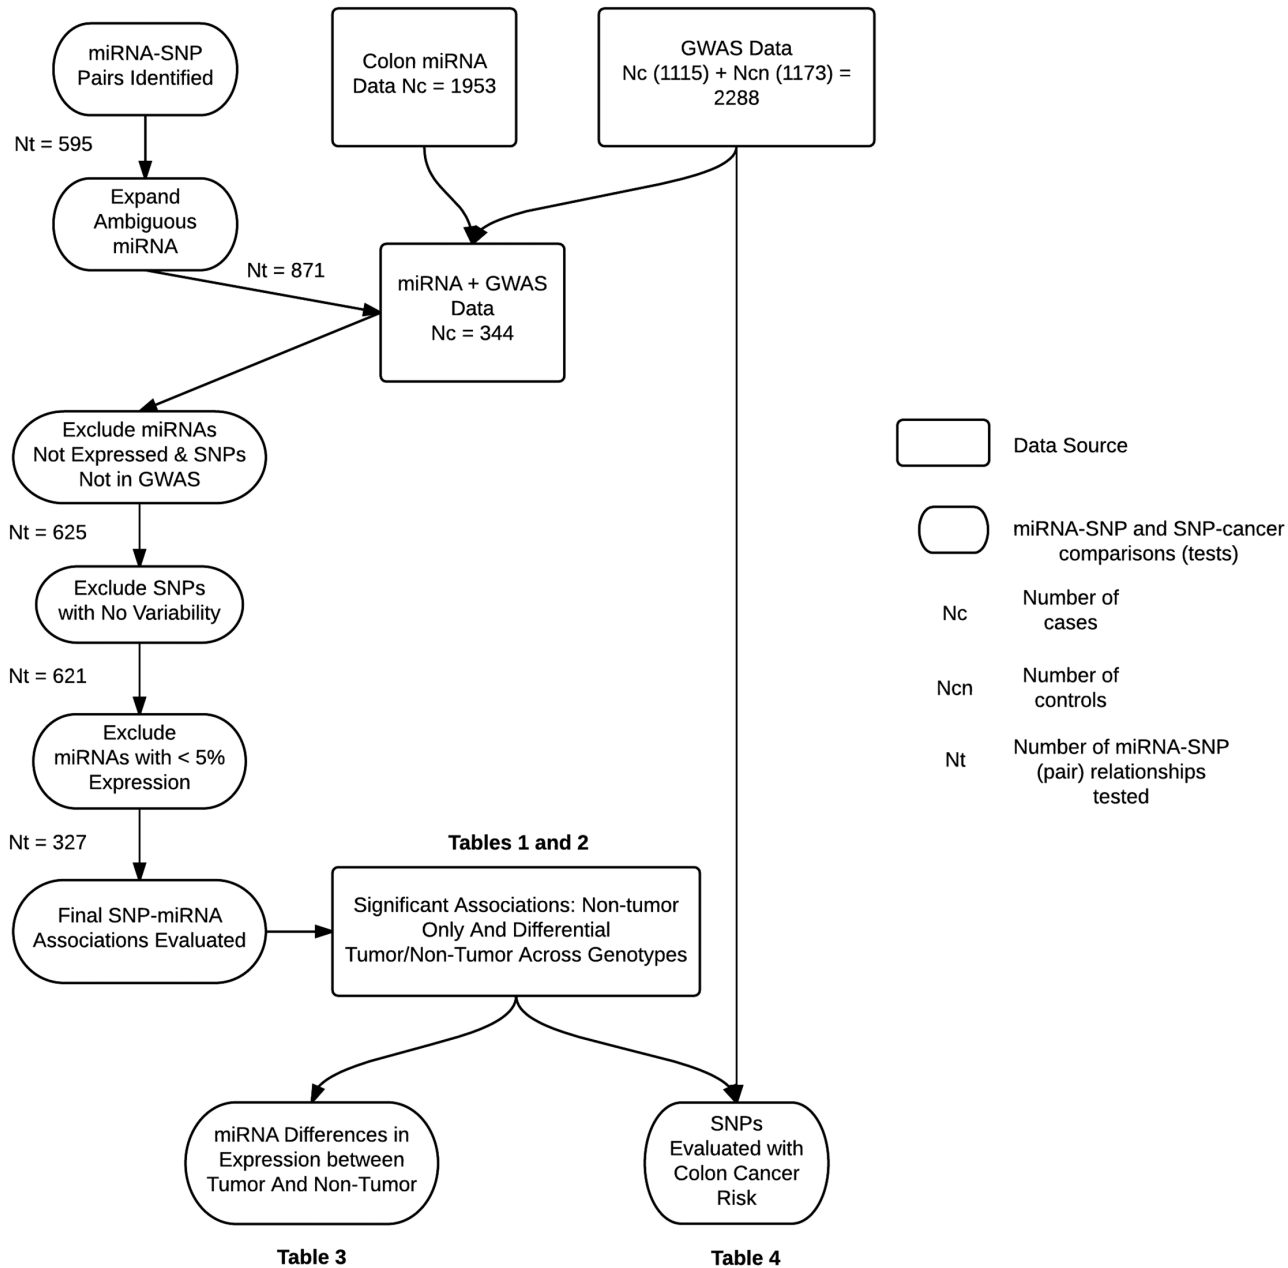 miRNA-SNP
Pairs Identified
Colon miRNA
Data Nc = 1953
GWAS Data
Nc (1115) + Ncn (1173) =
2288
Nt = 595
Expand
Ambiguous
miRNA
Nt = 871
miRNA + GWAS
Data
Nc = 344
Exclude miRNAs
Not Expressed & SNPs
Not in GWAS
Nt = 625
Exclude SNPs
with No Variability
Nt = 621
Exclude
miRNAs with < 5%
Expression
Nt = 327
Final SNP-miRNA
Associations Evaluated
Tables 1 and 2
Significant Associations: Non-tumor
Only And Differential
Tumor/Non-Tumor Across Genotypes
miRNA Differences in
Expression between
Tumor And Non-Tumor
Table 3
SNPs
Evaluated with
Colon Cancer
Risk
Table 4
Data Source
miRNA-SNP and SNP-cancer
comparisons (tests)
Nc
Number of
cases
Ncn
Number of
controls
Nt
Number of miRNA-SNP
(pair) relationships
tested